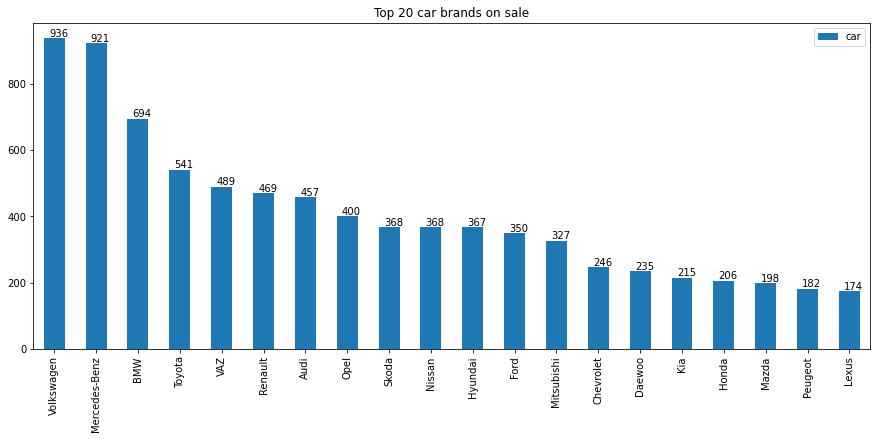 Top 20 car brands on sale
car
936
921
694
541
489
469
457
400
368
368
367
350
327
246
235
215
206
198
182
174
800
600
400
200
0
Volkswagen
Mercedes-Benz
BMW
Toyota
VAZ
Renault
Audi
Opel
Skoda
Nissan
Hyundai
Ford
Mitsubishi
Chevrolet
Daewoo
Kia
Honda
Mazda
Peugeot
Lexus